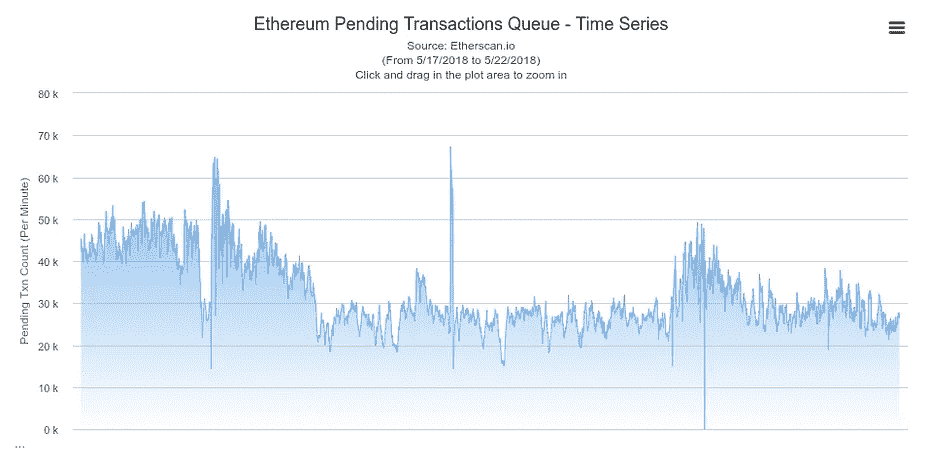 Ethereum Pending Transactions Queue - Time Series
Source: Etherscan.io
(From 5/17/2018 to 5/22/2018)
Click and drag in the plot area to zoom in
80 k
70 k
60 k
50 k
40 k
30 k
20 k
10 k
0 k
Pending Txn Count (Per Minute)
...